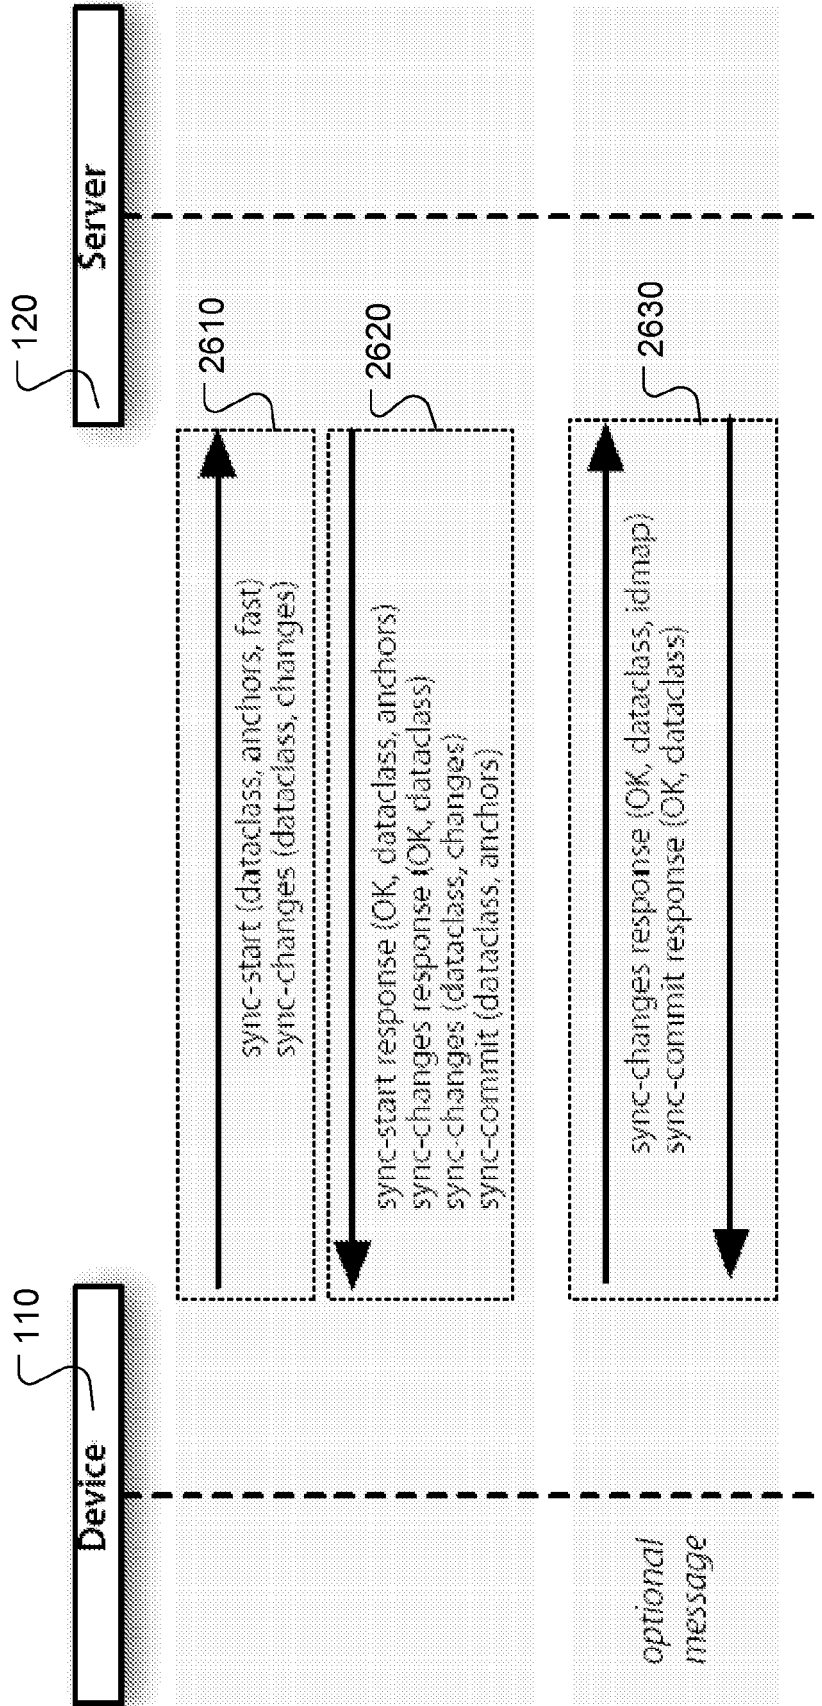 110
120
Device
Server
2610
sync-start (dataclass, anchors, fast)
sync-changes (dataclass, changes)
2620
sync-start response (OK, dataclass, anchors)
sync-changes response (OK, dataclass)
sync-changes (dataclass, changes)
sync-commit (dataclass, anchors)
2630
optional
message
sync-changes response (OK, dataclass, idmap)
sync-commit response (OK, dataclass)